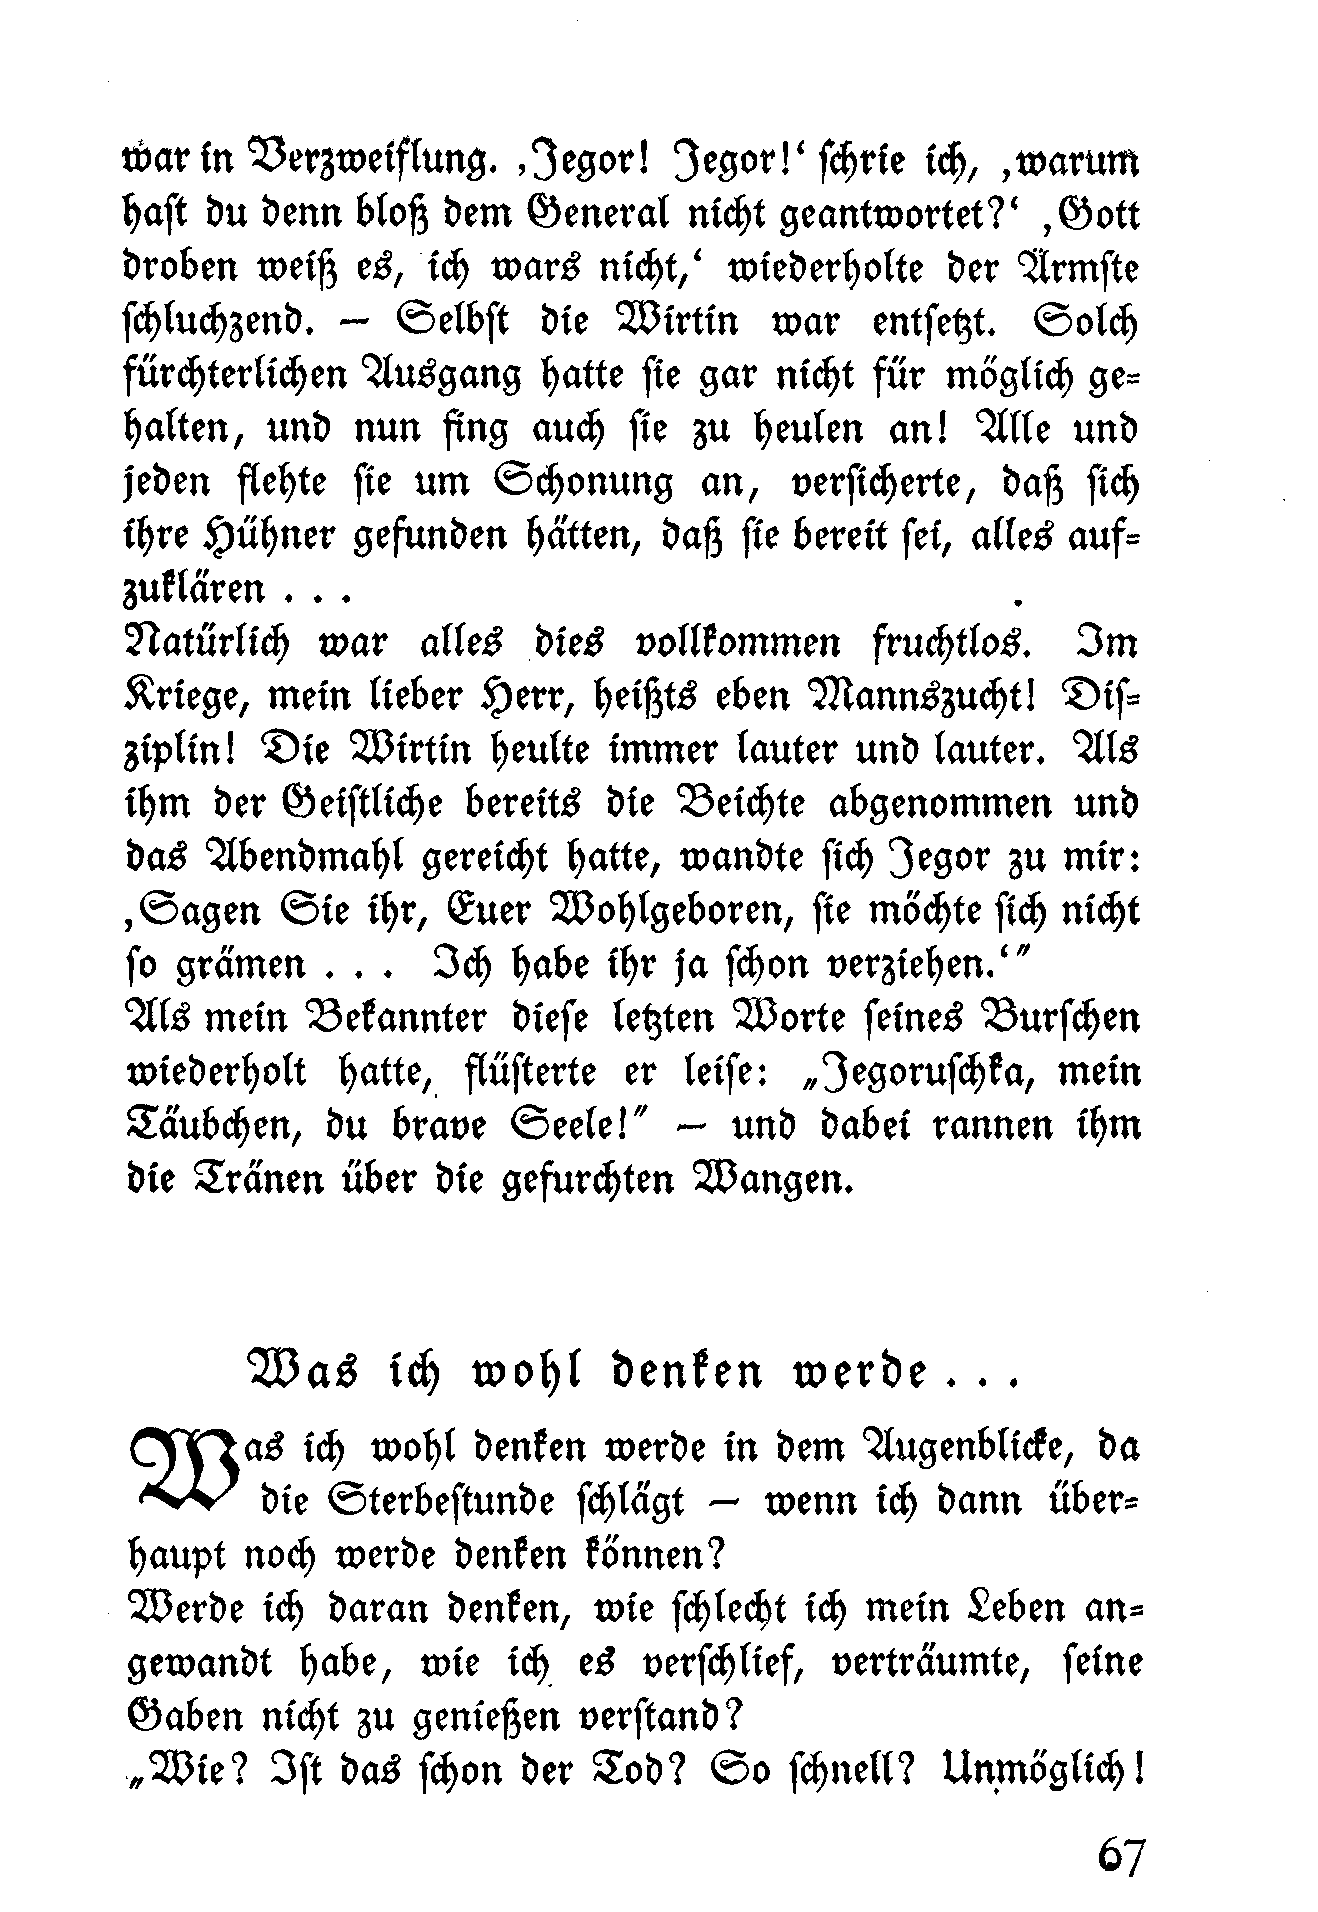 war in Verzweiflung. ‚Jegor! Jegor!‘ schrie ich, ‚warum
hast du denn bloß dem General nicht geantwortet?‘ ‚Gott
droben weiß es, ich wars nicht,‘ wiederholte der Ärmste
schluchzend. — Selbst die Wirtin war entsetzt. Solch
fürchterlichen Ausgang hatte sie gar nicht für möglich ge-
halten, und nun fing auch sie zu heulen an! Alle und
jeden flehte sie um Schonung an, versicherte, daß sich
ihre Hühner gefunden hätten, daß sie bereit sei, alles auf-
zuklären . . .
Natürlich war alles dies vollkommen fruchtlos. Im
Kriege, mein lieber Herr, heißts eben Mannszucht! Dis-
ziplin! Die Wirtin heulte immer lauter und lauter. Als
ihm der Geistliche bereits die Beichte abgenommen und
das Abendmahl gereicht hatte, wandte sich Jegor zu mir:
‚Sagen Sie ihr, Euer Wohlgeboren, sie möchte sich nicht
so grämen . . . Ich habe ihr ja schon verziehen.‘“
Als mein Bekannter diese letzten Worte seines Burschen
wiederholt hatte, flüsterte er leise: „Jegoruschka, mein
Täubchen, du brave Seele!“ — und dabei rannen ihm
die Tränen über die gefurchten Wangen.
Was ich wohl denken werde . . .
Was ich wohl denken werde in dem Augenblicke, da
die Sterbestunde schlägt — wenn ich dann über-
haupt noch werde denken können?
Werde ich daran denken, wie schlecht ich mein Leben an-
gewandt habe, wie ich es verschlief, verträumte, seine
Gaben nicht zu genießen verstand?
„Wie? Ist das schon der Tod? So schnell? Unmöglich!
67